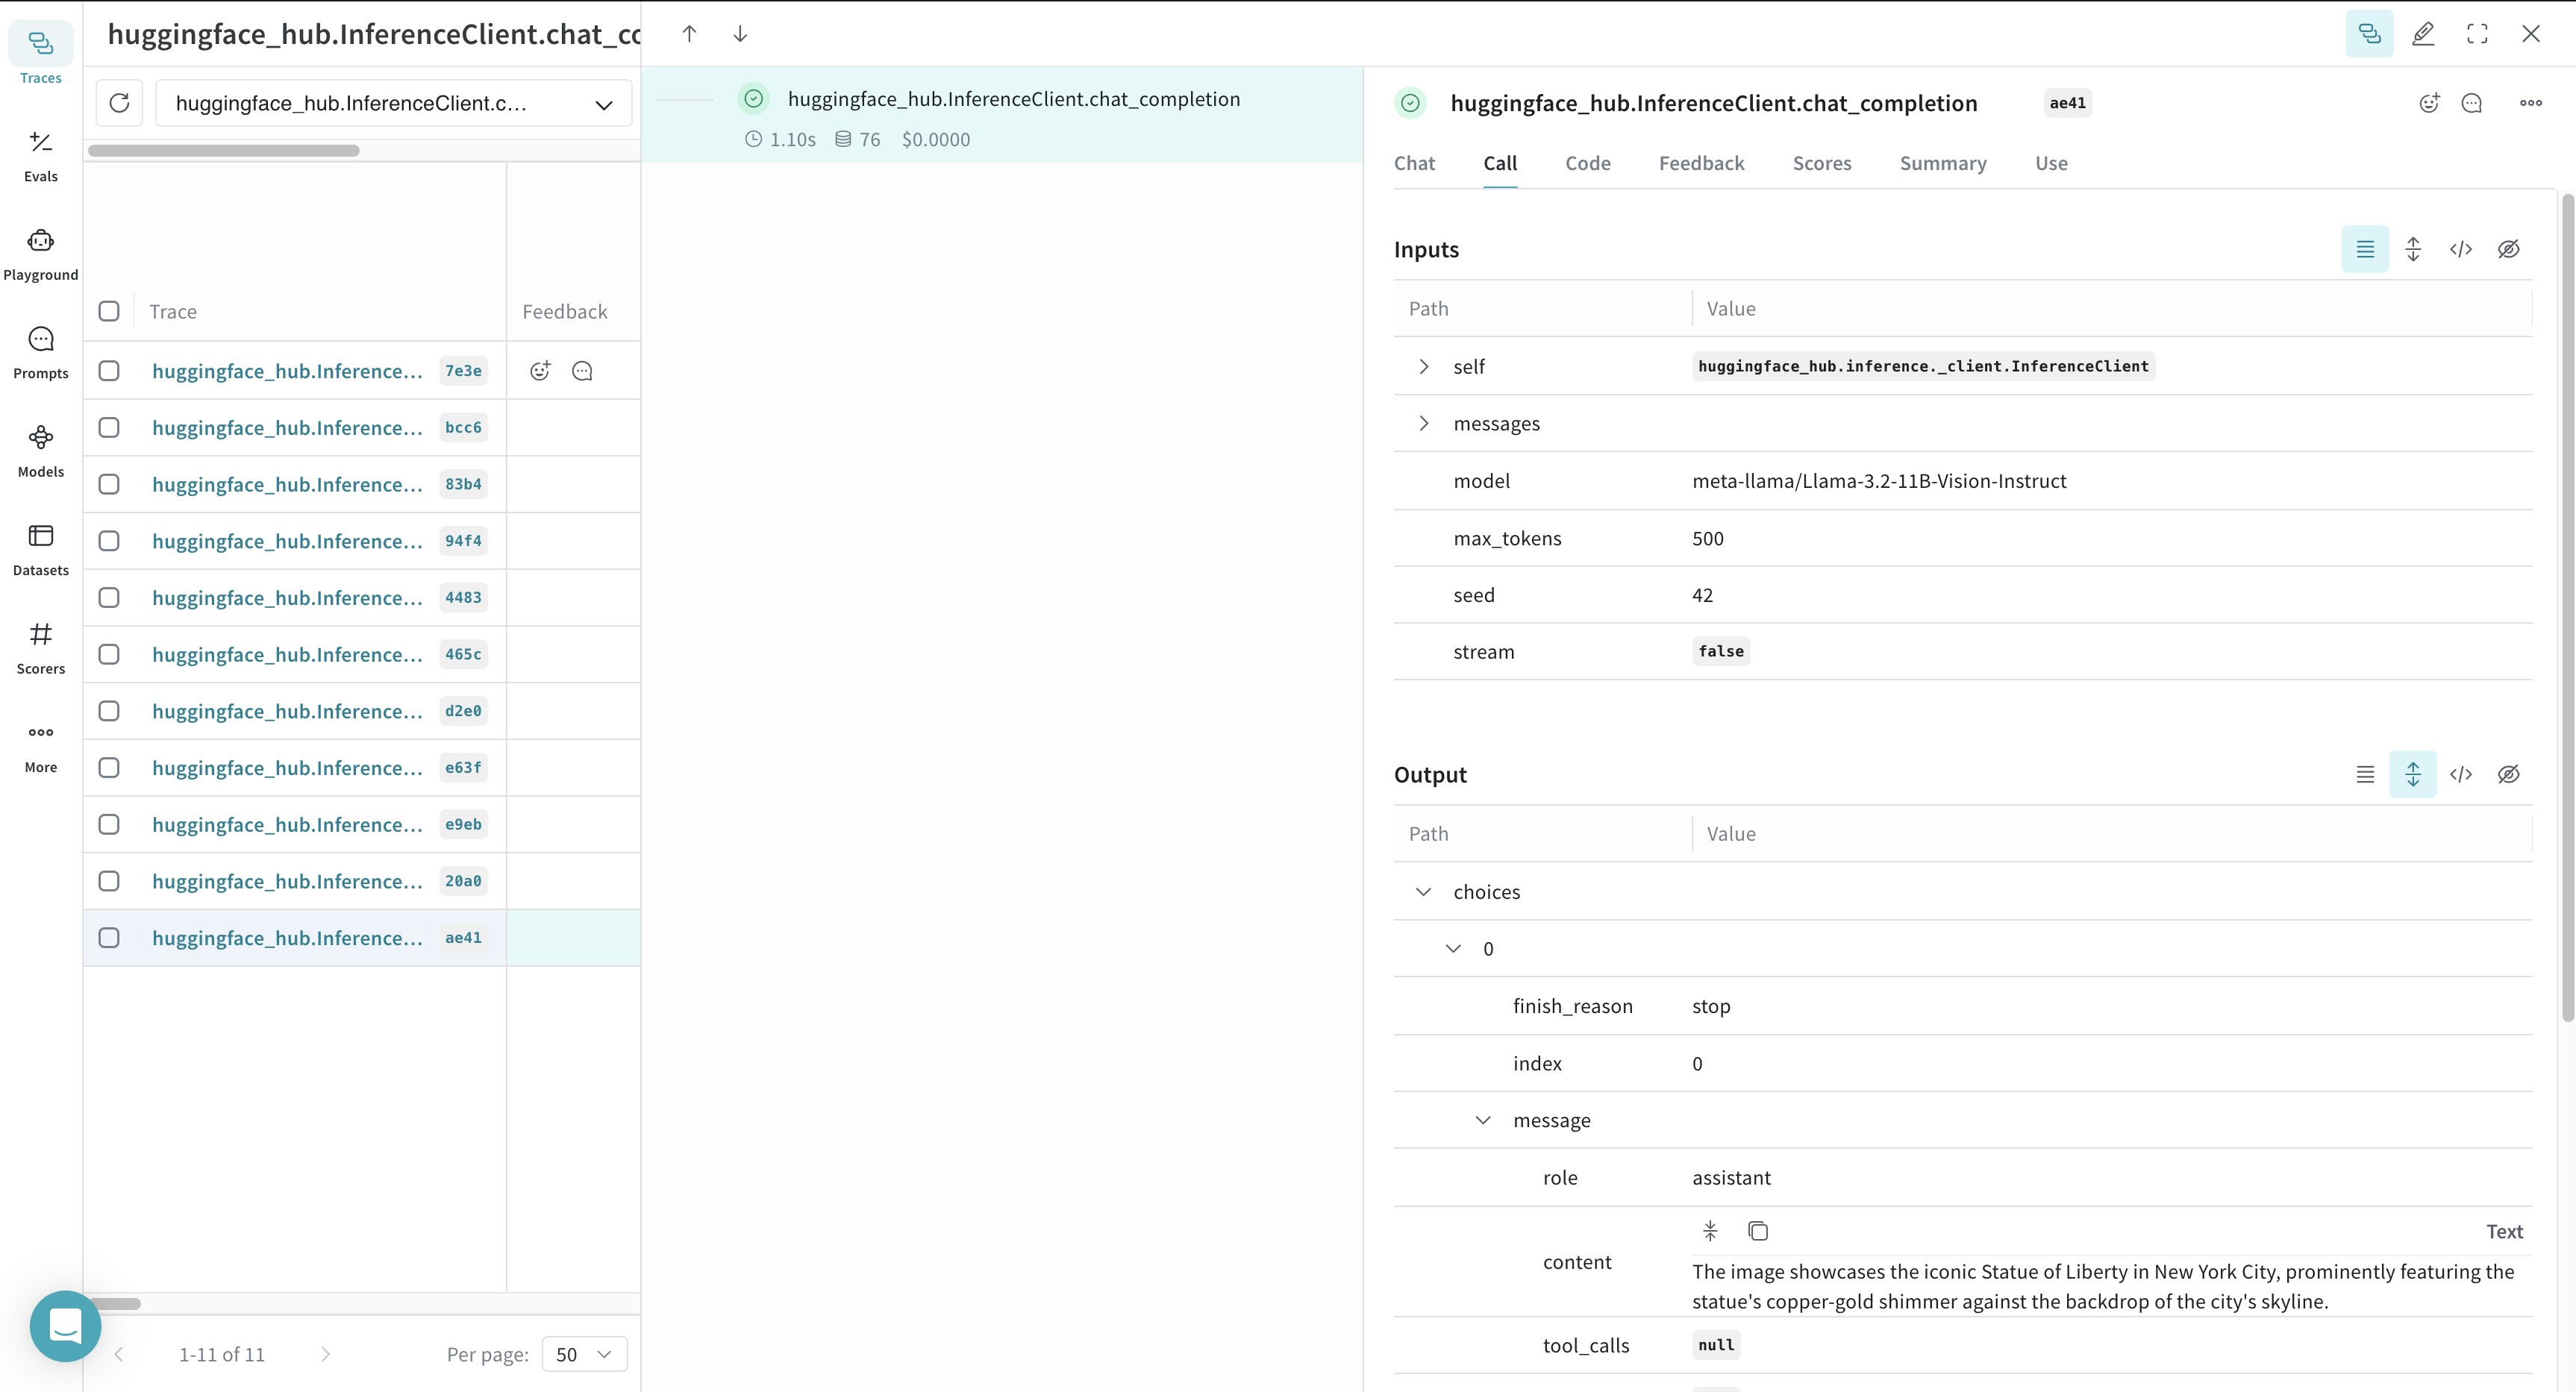 Traces
Evals
Playground
Prompts
Models
Datasets
Scorers
More
huggingface_hub.InferenceClient.chat_co
huggingface_hub.InferenceClient.c...
Trace Feedback
huggingface_hub.Inference... 7e3e
huggingface_hub.Inference... bcc6
huggingface_hub.Inference... 83b4
huggingface_hub.Inference... 94f4
huggingface_hub.Inference... 4483
huggingface_hub.Inference... 465c
huggingface_hub.Inference... d2e0
huggingface_hub.Inference... e63f
huggingface_hub.Inference... e9eb
huggingface_hub.Inference... 20a0
huggingface_hub.Inference... ae41
1-11 of 11 Per page: 50
huggingface_hub.InferenceClient.chat_completion
1.10s 76 $0.0000
huggingface_hub.InferenceClient.chat_completion ae41
Chat Call Code Feedback Scores Summary Use
Inputs
Path Value
self huggingface_hub.inference._client.InferenceClient
messages
model meta-llama/Llama-3.2-11B-Vision-Instruct
max_tokens 500
seed 42
stream false
Output
Path Value
choices
0
finish_reason stop
index 0
message
role assistant
Text
content
The image showcases the iconic Statue of Liberty in New York City, prominently featuring the
statue's copper-gold shimmer against the backdrop of the city's skyline.
tool_calls null